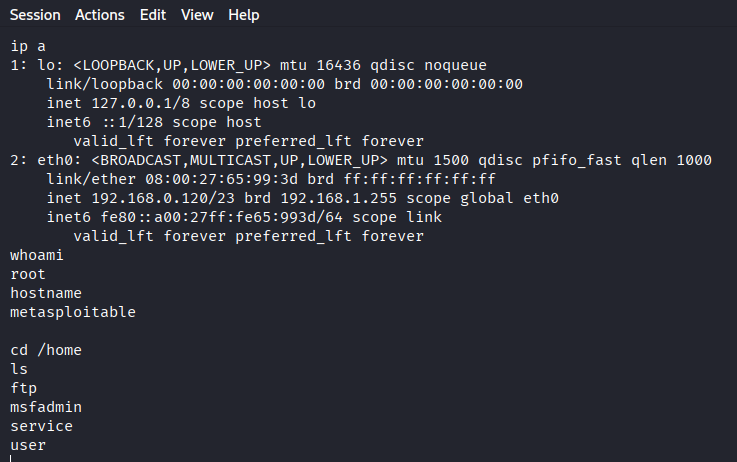 Session Actions Edit View Help
ip a
1: lo: <LOOPBACK,UP,LOWER_UP> mtu 16436 qdisc noqueue
    link/loopback 00:00:00:00:00:00 brd 00:00:00:00:00:00
    inet 127.0.0.1/8 scope host lo
    inet6 ::1/128 scope host
       valid_lft forever preferred_lft forever
2: eth0: <BROADCAST,MULTICAST,UP,LOWER_UP> mtu 1500 qdisc pfifo_fast qlen 1000
    link/ether 08:00:27:65:99:3d brd ff:ff:ff:ff:ff:ff
    inet 192.168.0.120/23 brd 192.168.1.255 scope global eth0
    inet6 fe80::a00:27ff:fe65:993d/64 scope link
       valid_lft forever preferred_lft forever
whoami
root
hostname
metasploitable

cd /home
ls
ftp
msfadmin
service
user